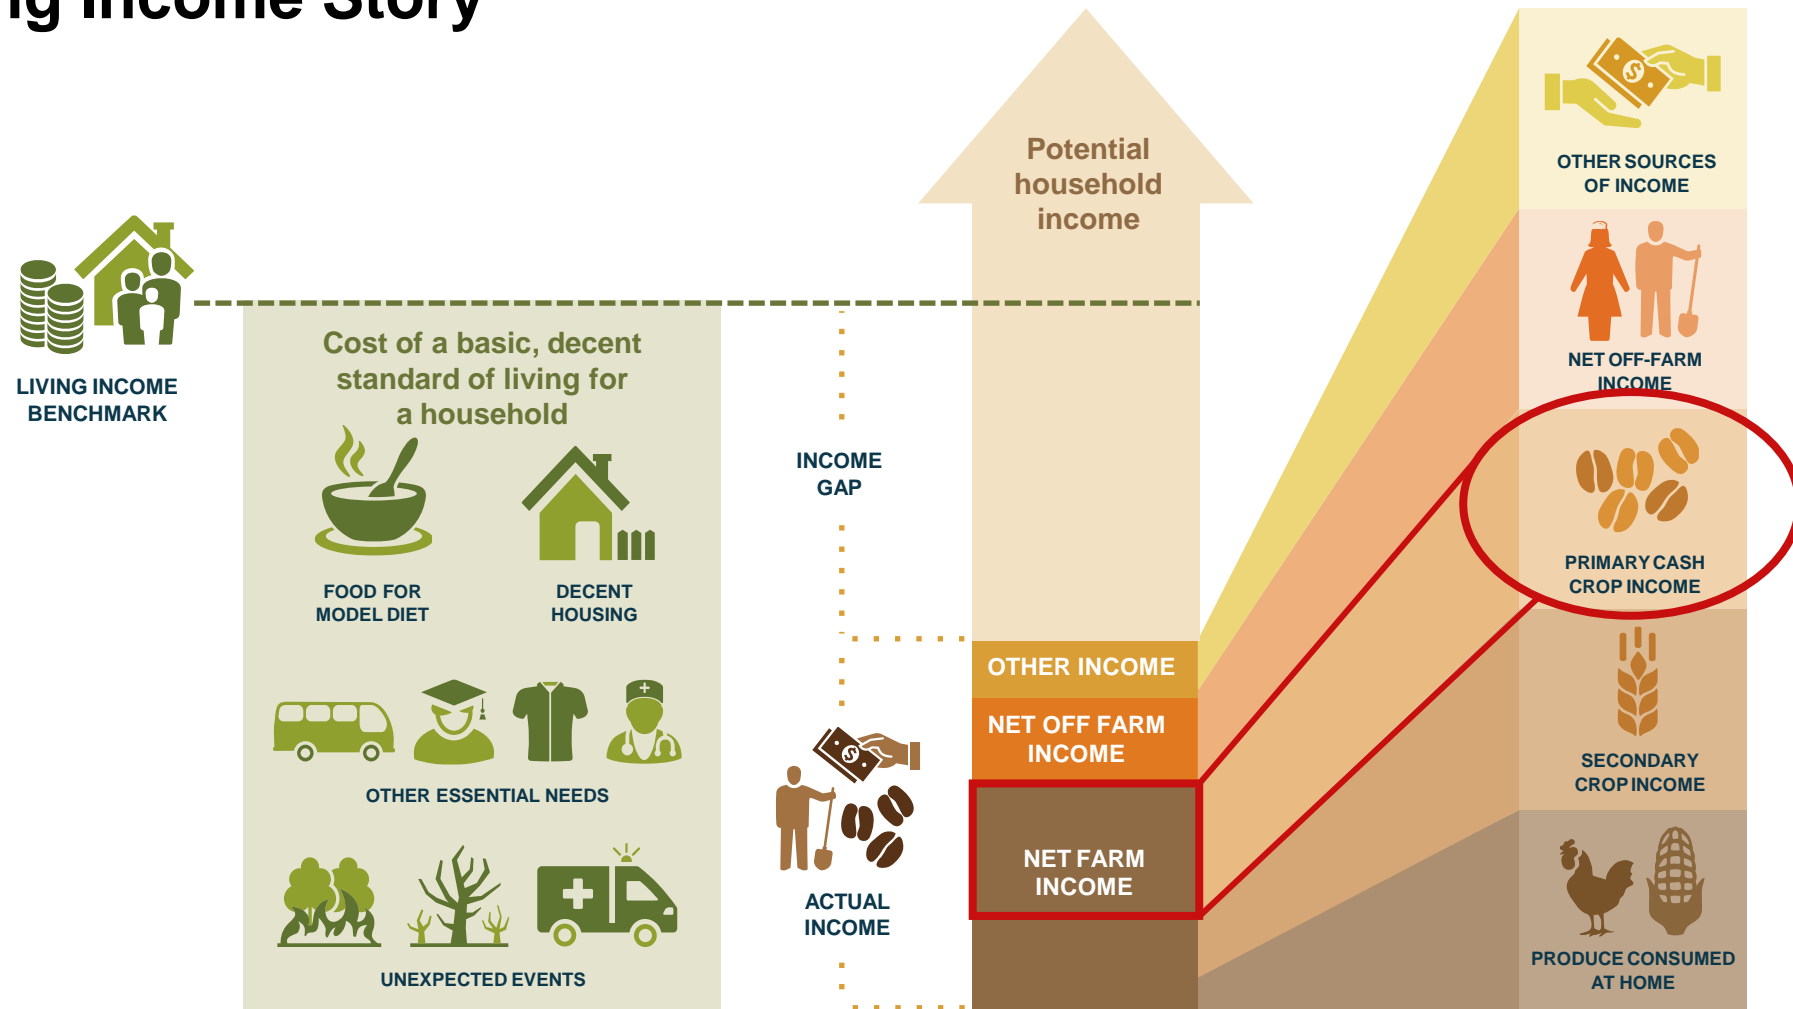 ng Income Story
LIVING INCOME
BENCHMARK
Cost of a basic, decent
standard of living for
a household
FOOD FOR
MODEL DIET
DECENT
HOUSING
OTHER ESSENTIAL NEEDS
UNEXPECTED EVENTS
INCOME
GAP
ACTUAL
INCOME
Potential
household
income
OTHER INCOME
NET OFF FARM
INCOME
NET FARM
INCOME
OTHER SOURCES
OF INCOME
NET OFF-FARM
INCOME
PRIMARY CASH
CROP INCOME
SECONDARY
CROP INCOME
PRODUCE CONSUMED
AT HOME